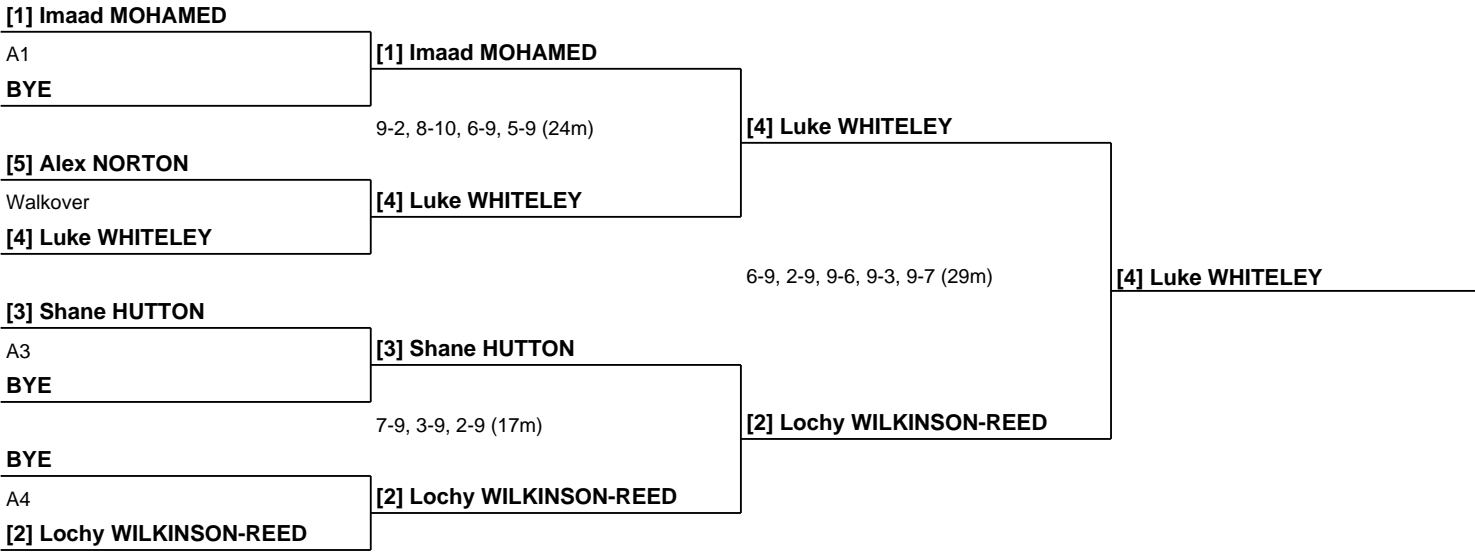 [1] Imaad MOHAMED
A1
BYE
[1] Imaad MOHAMED
9-2, 8-10, 6-9, 5-9 (24m)
[5] Alex NORTON
Walkover
[4] Luke WHITELEY
[4] Luke WHITELEY
[4] Luke WHITELEY
6-9, 2-9, 9-6, 9-3, 9-7 (29m)
[4] Luke WHITELEY
[3] Shane HUTTON
A3
BYE
[3] Shane HUTTON
7-9, 3-9, 2-9 (17m)
[2] Lochy WILKINSON-REED
BYE
A4
[2] Lochy WILKINSON-REED
[2] Lochy WILKINSON-REED